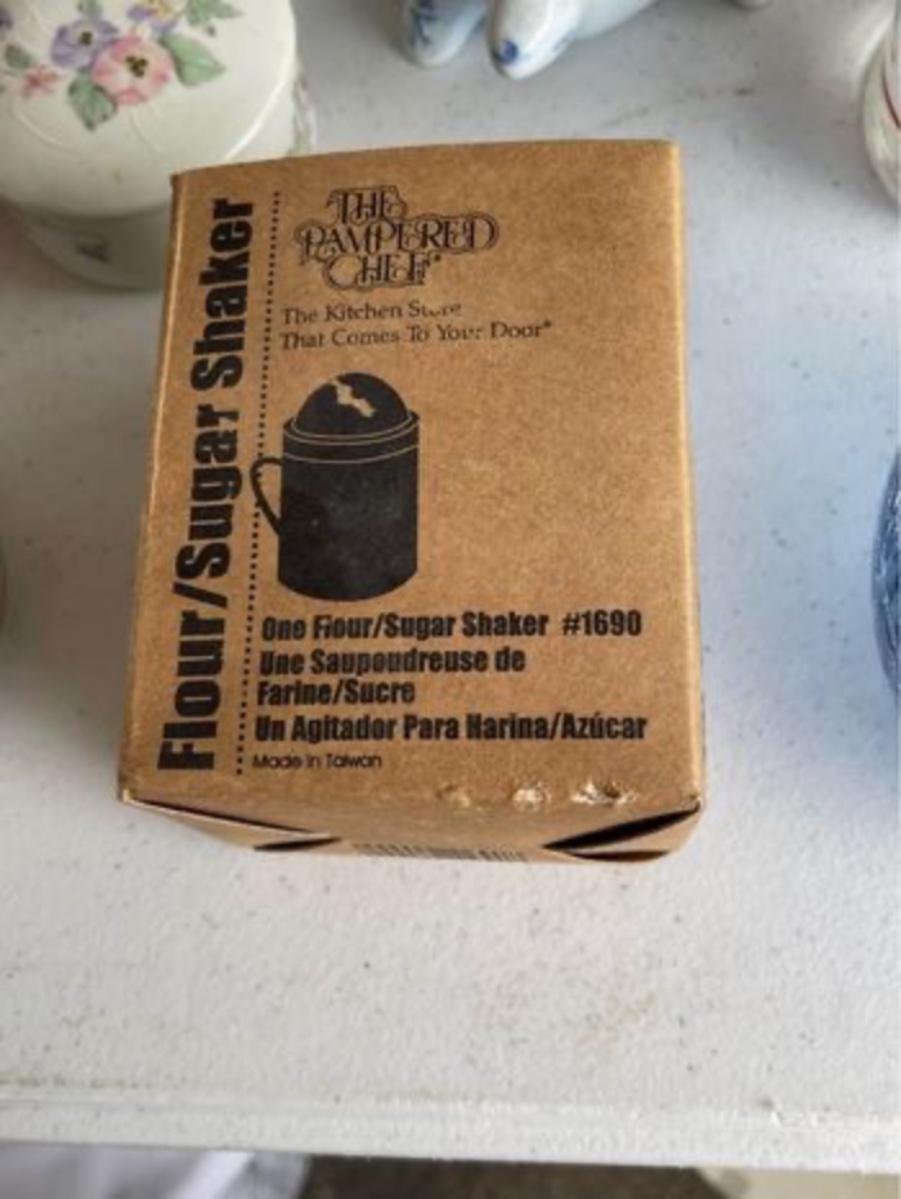 Flour/Sugar Shaker
THE
PAMPERED
CHEF®
The Kitchen Store
That Comes To Your Door®
One Flour/Sugar Shaker #1690
Une Saupoudreuse de
Farine/Sucre
Un Agitador Para Harina/Azúcar
Made in Taiwan